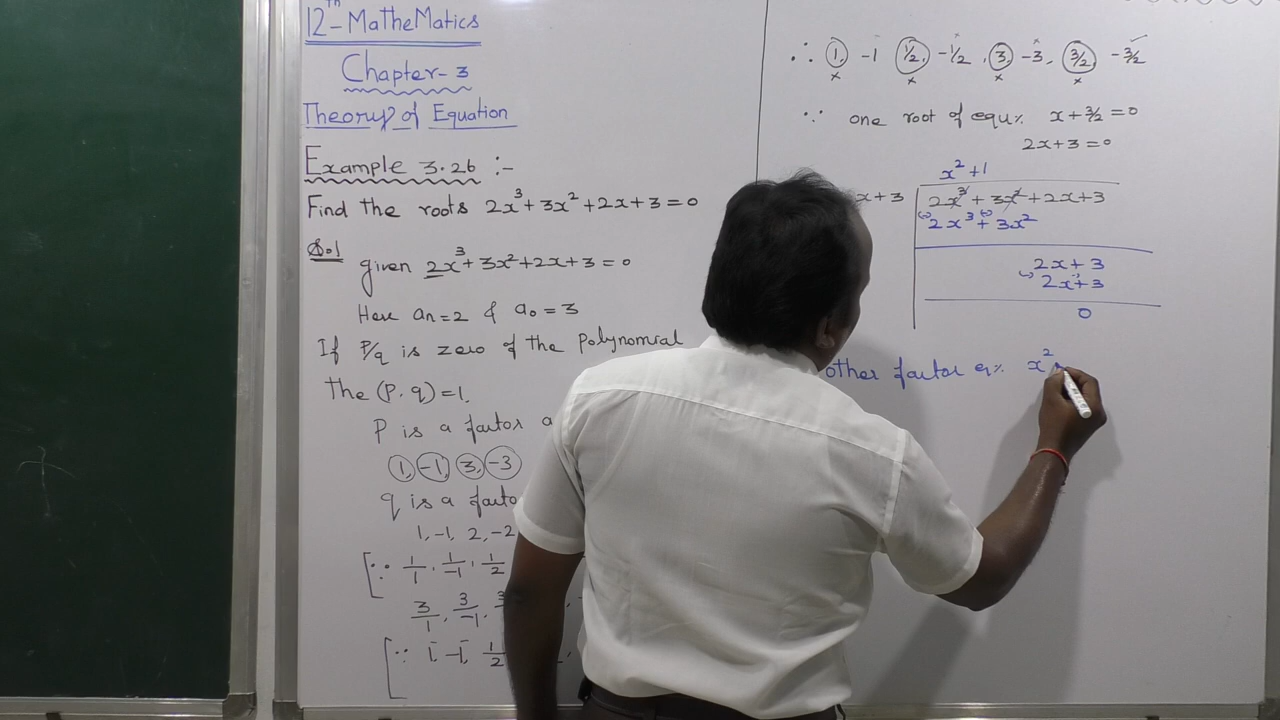 12th - MatheMatics
Chapter - 3
Theory of Equation
Example 3.26 :-
Find the roots 2x³ + 3x² + 2x + 3 = 0
Sol
given 2x³ + 3x² + 2x + 3 = 0
Here an = 2 & a₀ = 3
If P/q is zero of the Polynomial
the (P. q) = 1.
P is a factor a
1, -1, 3, -3
q is a facto
1, -1, 2, -2
[∵ 1/1, 1/-1, 1/2
3/1, 3/-1,
[∵ 1, -1, 1/2
∴ 1, -1 1/2, -1/2, 3, -3, 3/2, -3/2
∵ one root of equ: x + 3/2 = 0
2x + 3 = 0
x² + 1
x + 3 2x³ + 3x² + 2x + 3
(-) 2x³ + (-) 3x²
2x + 3
2x + 3
0
other factor x²